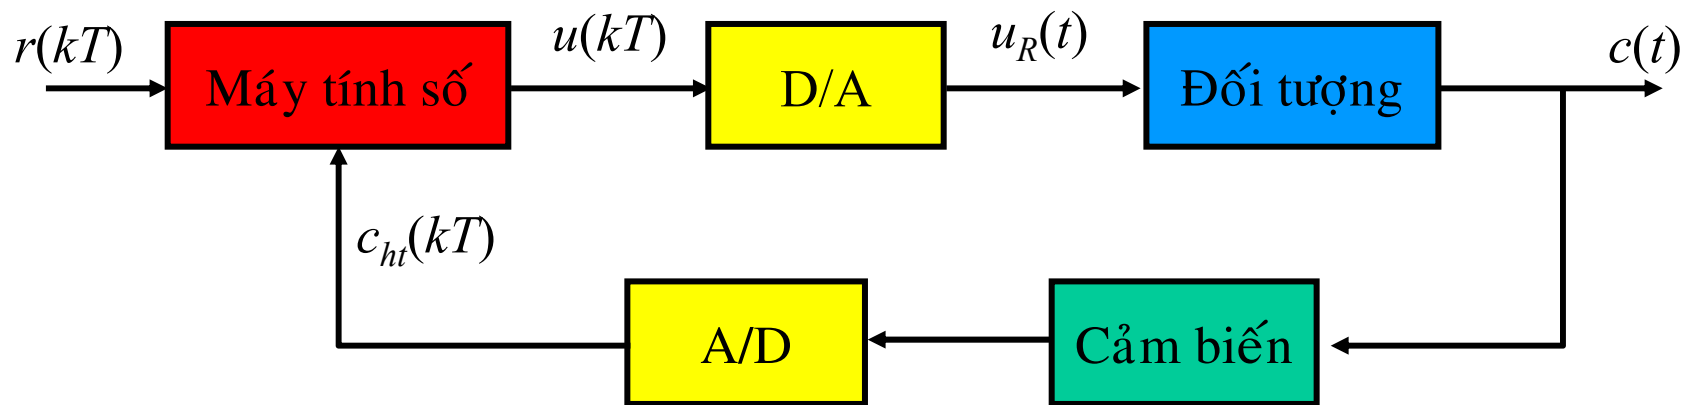 r(kT)
Máy tính số
u(kT)
D/A
u_R(t)
Đối tượng
c(t)
c_ht(kT)
A/D
Cảm biến